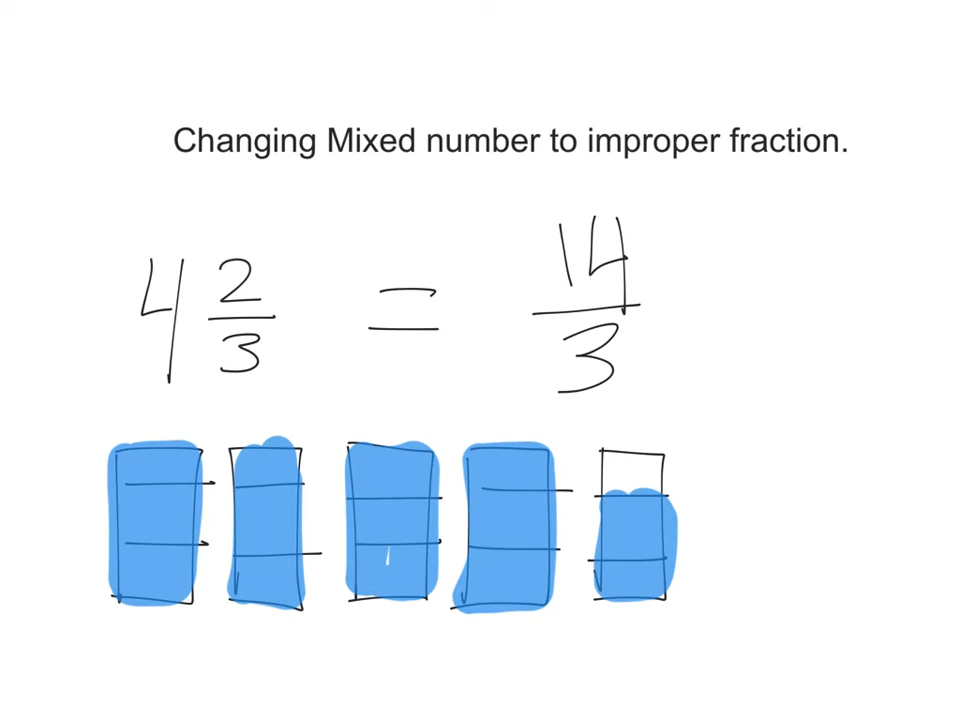 Changing Mixed number to improper fraction.
4 2/3 = 14/3